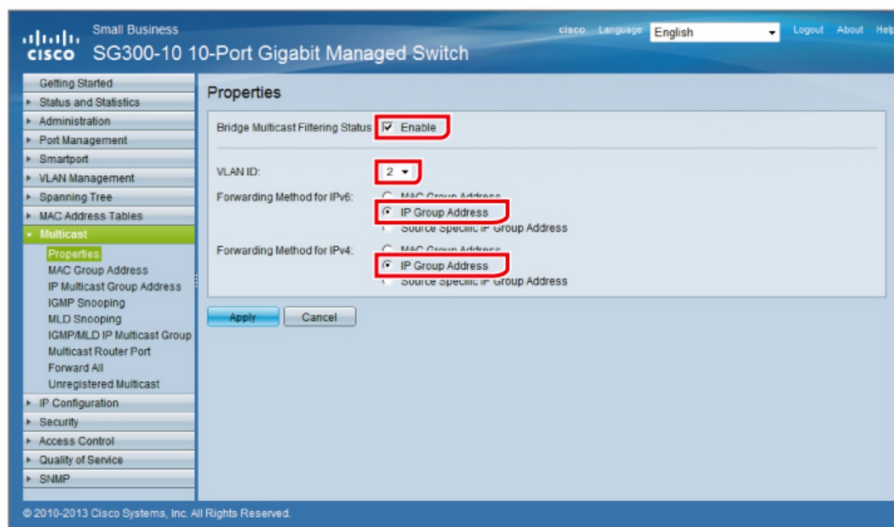 Small Business
cisco Language English Logout About Help
cisco SG300-10 10-Port Gigabit Managed Switch
Getting Started
Status and Statistics
Administration
Port Management
Smartport
VLAN Management
Spanning Tree
MAC Address Tables
Multicast
Properties
MAC Group Address
IP Multicast Group Address
IGMP Snooping
MLD Snooping
IGMP/MLD IP Multicast Group
Multicast Router Port
Forward All
Unregistered Multicast
IP Configuration
Security
Access Control
Quality of Service
SNMP
Properties
Bridge Multicast Filtering Status Enable
VLAN ID: 2
Forwarding Method for IPv6: MAC Group Address
IP Group Address
Source Specific IP Group Address
Forwarding Method for IPv4: MAC Group Address
IP Group Address
Source Specific IP Group Address
Apply Cancel
© 2010-2013 Cisco Systems, Inc. All Rights Reserved.